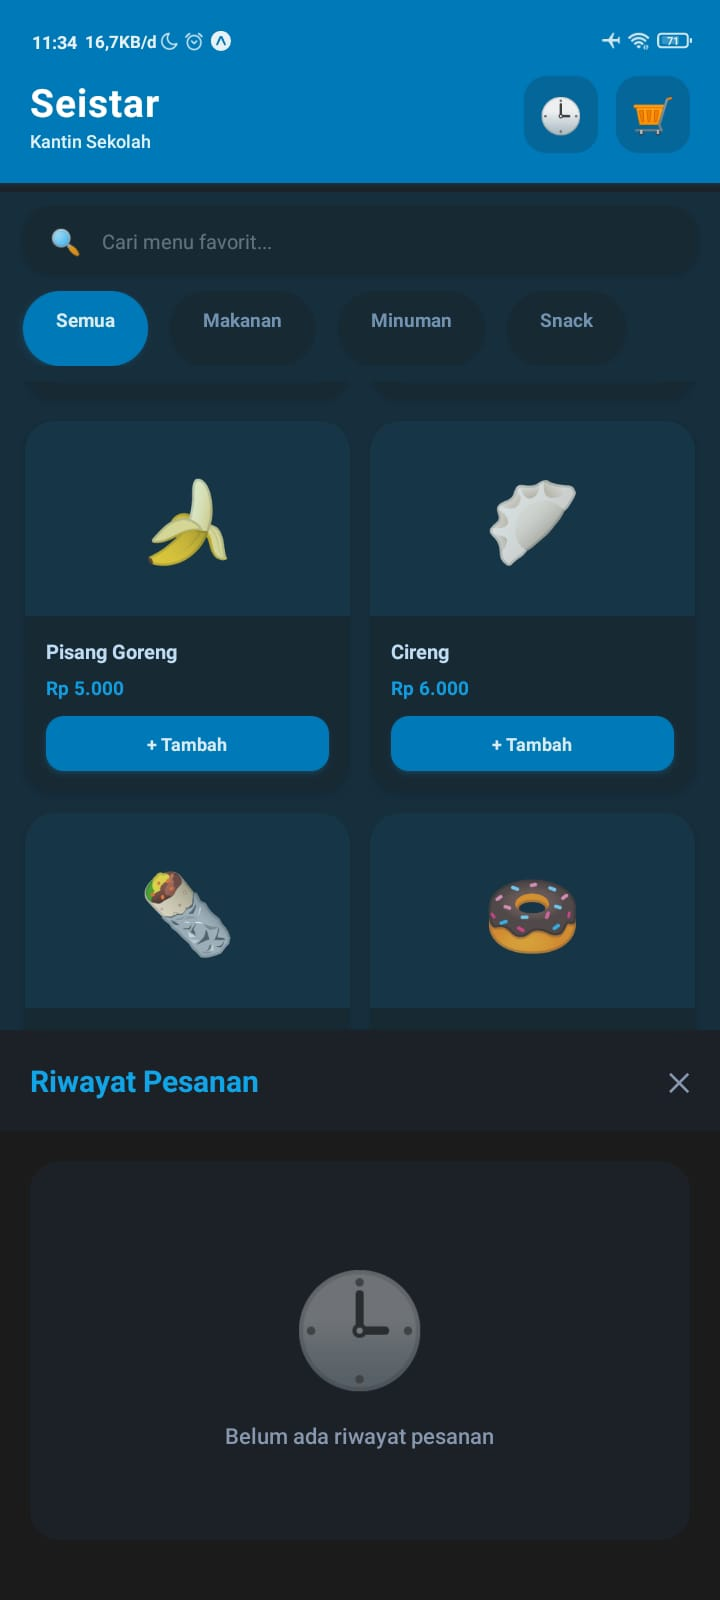 11:34 16,7KB/d
71
Seistar
Kantin Sekolah
Cari menu favorit...
Semua
Makanan
Minuman
Snack
Pisang Goreng
Cireng
Rp 5.000
Rp 6.000
+ Tambah
+ Tambah
Riwayat Pesanan
Belum ada riwayat pesanan